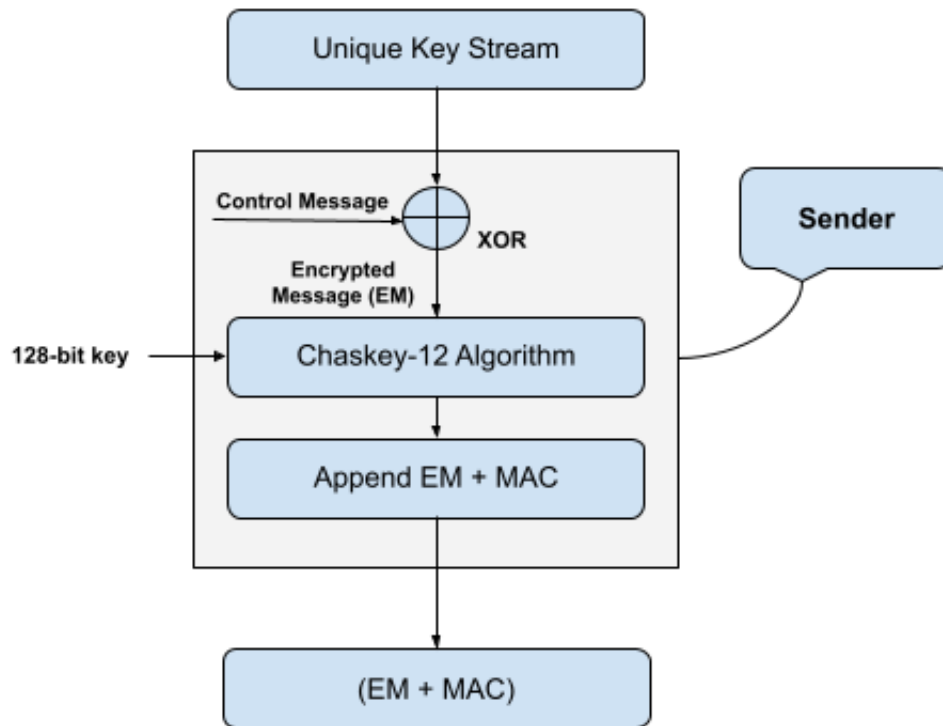 Unique Key Stream
Control Message
XOR
Sender
Encrypted
Message (EM)
128-bit key
Chaskey-12 Algorithm
Append EM + MAC
(EM + MAC)